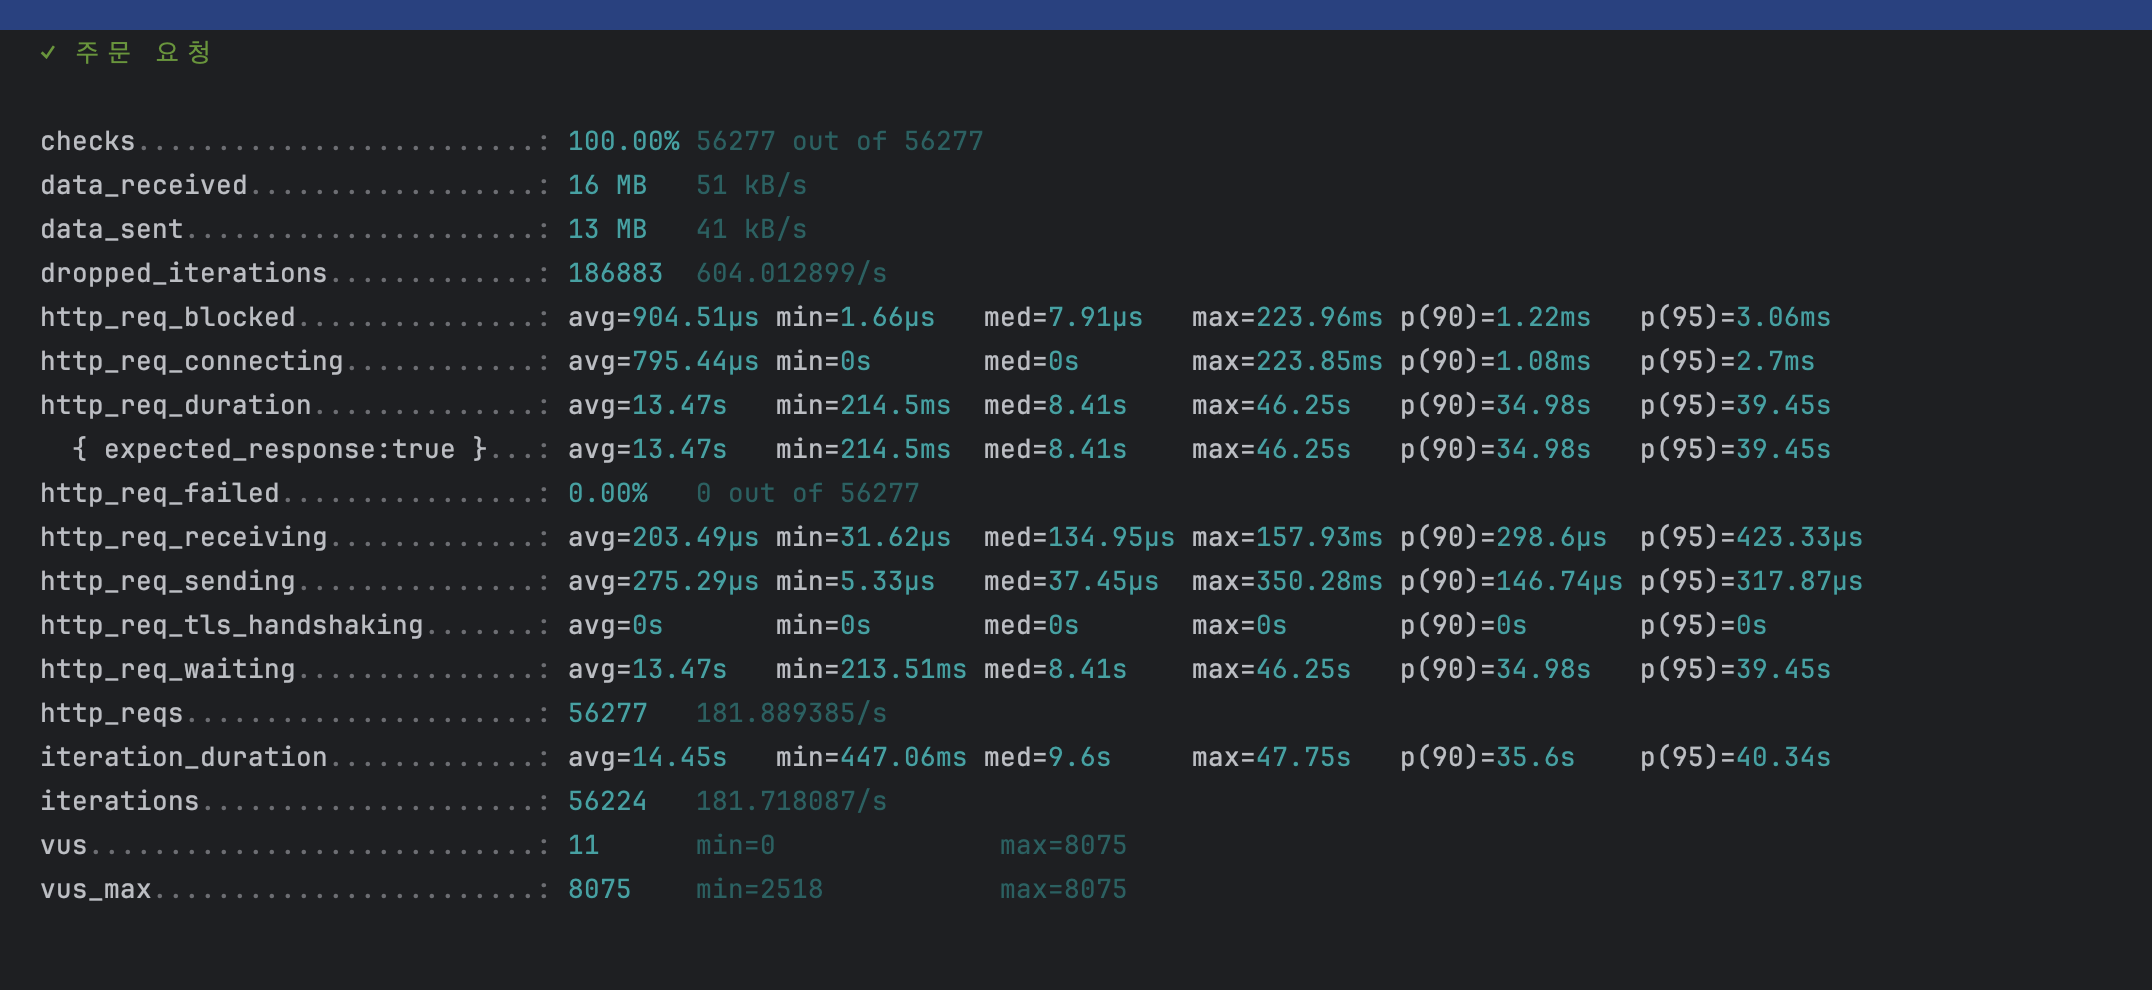 ✓ 주문 요청
checks.........................: 100.00% 56277 out of 56277
data_received..................: 16 MB   51 kB/s
data_sent......................: 13 MB   41 kB/s
dropped_iterations.............: 186883  604.012899/s
http_req_blocked...............: avg=904.51µs min=1.66µs   med=7.91µs   max=223.96ms p(90)=1.22ms   p(95)=3.06ms
http_req_connecting............: avg=795.44µs min=0s       med=0s       max=223.85ms p(90)=1.08ms   p(95)=2.7ms
http_req_duration..............: avg=13.47s   min=214.5ms  med=8.41s    max=46.25s   p(90)=34.98s   p(95)=39.45s
  { expected_response:true }...: avg=13.47s   min=214.5ms  med=8.41s    max=46.25s   p(90)=34.98s   p(95)=39.45s
http_req_failed................: 0.00%   0 out of 56277
http_req_receiving.............: avg=203.49µs min=31.62µs  med=134.95µs max=157.93ms p(90)=298.6µs  p(95)=423.33µs
http_req_sending...............: avg=275.29µs min=5.33µs   med=37.45µs  max=350.28ms p(90)=146.74µs p(95)=317.87µs
http_req_tls_handshaking.......: avg=0s       min=0s       med=0s       max=0s       p(90)=0s       p(95)=0s
http_req_waiting...............: avg=13.47s   min=213.51ms med=8.41s    max=46.25s   p(90)=34.98s   p(95)=39.45s
http_reqs......................: 56277   181.889385/s
iteration_duration.............: avg=14.45s   min=447.06ms med=9.6s     max=47.75s   p(90)=35.6s    p(95)=40.34s
iterations.....................: 56224   181.718087/s
vus............................: 11      min=0              max=8075
vus_max........................: 8075    min=2518           max=8075